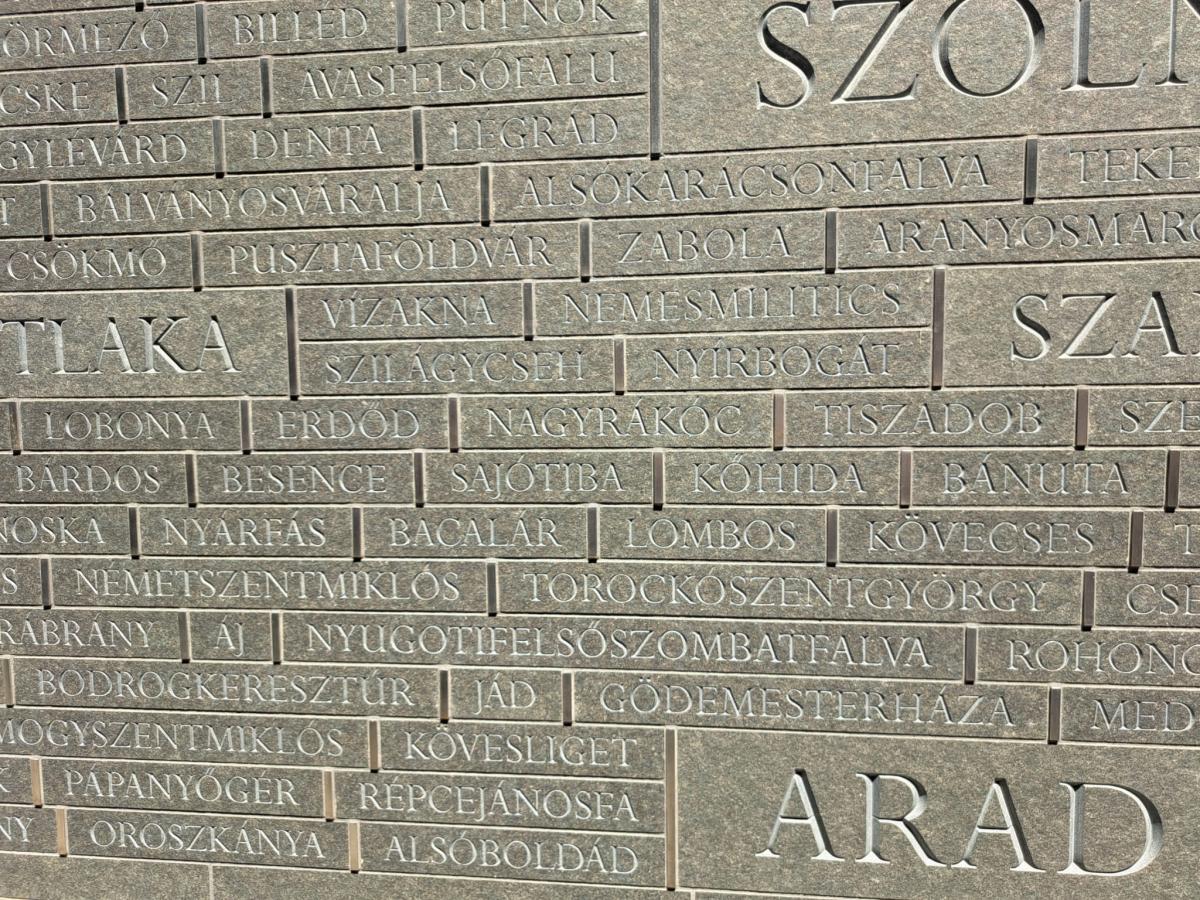 BILLÉD PUTNOK
SZIL AVASFELSŐFALU
DENTA LÉGRÁD
BÁLVÁNYOSVÁRALJA ALSÓKARÁCSONFALVA
CSÖKMŐ PUSZTAFÖLDVÁR ZABOLA
VÍZAKNA NEMESMILITICS
SZILÁGYCSEH NYÍRBOGÁT
LOBONYA ERDŐD NAGYRÁKÓC TISZADOB
BÁRDOS BESENCE SAJÓTIBA KŐHIDA BÁNUTA
NYÁRFÁS BACALÁR LOMBOS KÖVECSES
NÉMETSZENTMIKLÓS TOROCKÓSZENTGYÖRGY
ÁJ NYUGOTIFELSŐSZOMBATFALVA
BODROGKERESZTÚR JÁD GÖDEMESTERHÁZA
KÖVESLIGET
PÁPANYŐGÉR RÉPCEJÁNOSFA
OROSZKÁNYA ALSÓBOLDÁD
ARAD